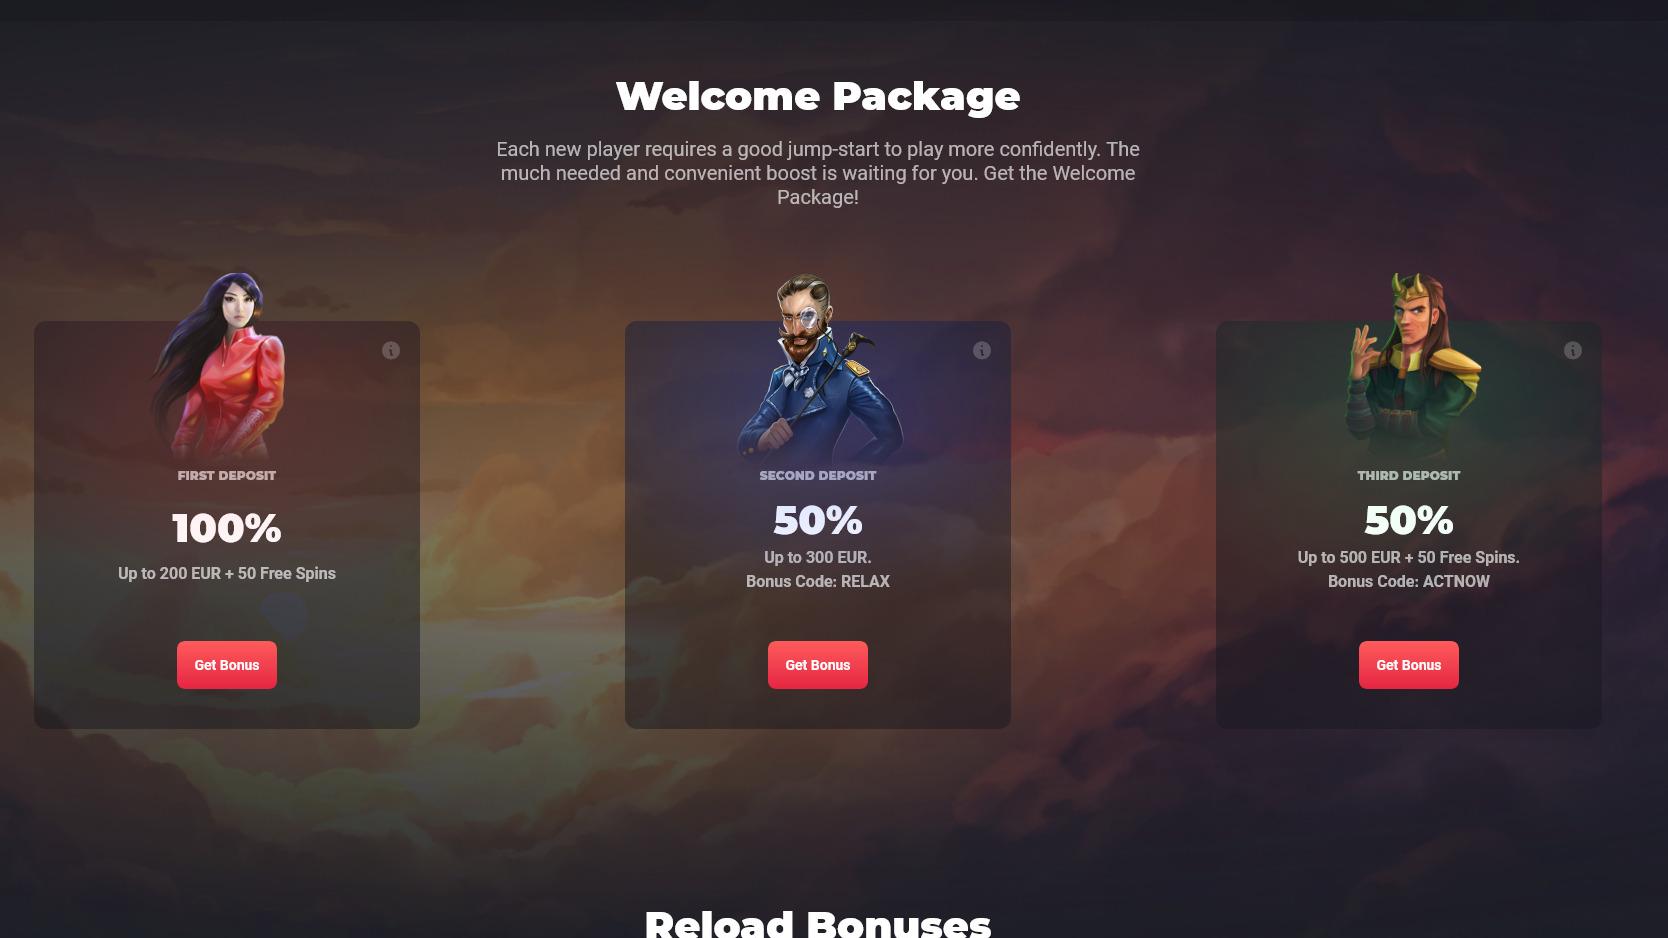 Welcome Package
Each new player requires a good jump-start to play more confidently. The
much needed and convenient boost is waiting for you. Get the Welcome
Package!
FIRST DEPOSIT
100%
Up to 200 EUR + 50 Free Spins
Get Bonus
SECOND DEPOSIT
50%
Up to 300 EUR.
Bonus Code: RELAX
Get Bonus
THIRD DEPOSIT
50%
Up to 500 EUR + 50 Free Spins.
Bonus Code: ACTNOW
Get Bonus
Reload Bonuses